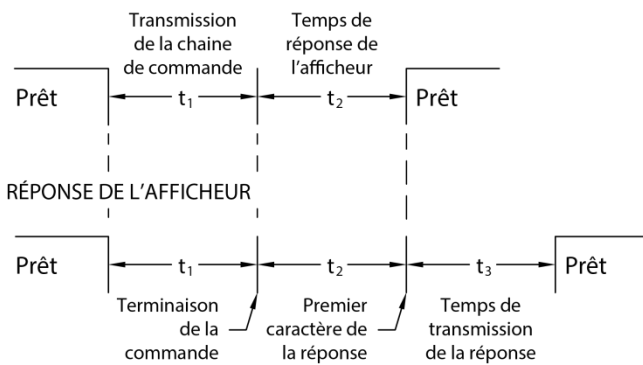 Transmission
de la chaine
de commande
Temps de
réponse de
l'afficheur
Prêt
t₁
t₂
Prêt
RÉPONSE DE L'AFFICHEUR
Prêt
t₁
t₂
t₃
Prêt
Terminaison
de la
commande
Premier
caractère de
la réponse
Temps de
transmission
de la réponse